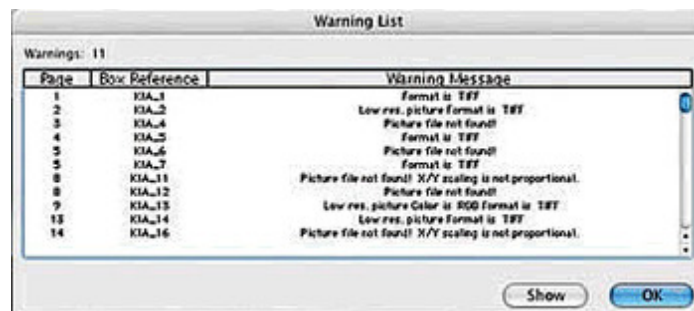 Warning List
Warnings: 11
Page Box Reference Warning Message
1 KIA_1 Format is TIFF
2 KIA_2 Low res. picture Format is TIFF
3 KIA_4 Picture file not found!
4 KIA_5 Format is TIFF
5 KIA_6 Picture file not found!
5 KIA_7 Format is TIFF
8 KIA_11 Picture file not found! X/Y scaling is not proportional.
8 KIA_12 Picture file not found!
9 KIA_13 Low res. picture Color is RGB Format is TIFF
13 KIA_14 Low res. picture Format is TIFF
14 KIA_16 Picture file not found! X/Y scaling is not proportional.
Show OK